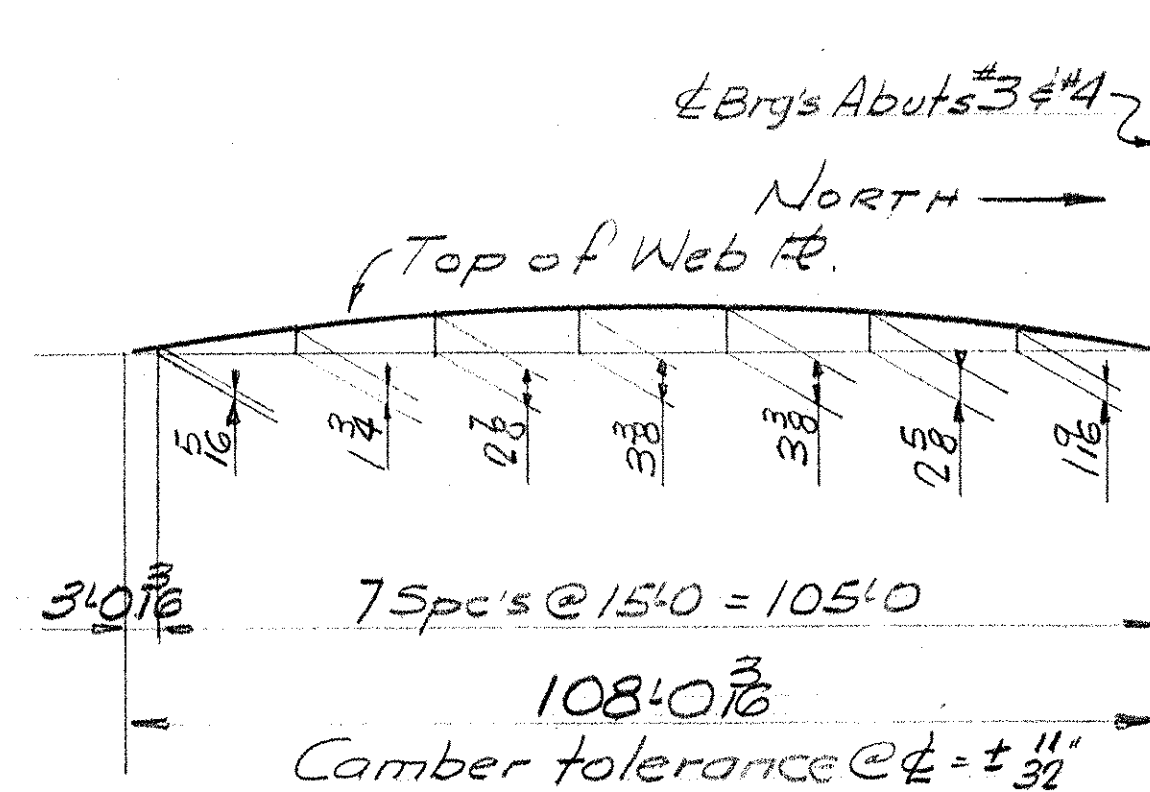 ℄ Brg's Abuts #3 & #4
NORTH
Top of Web ℔.
5/16
1 3/4
2 7/8
3 3/8
3 3/8
2 5/8
1 9/16
3'-0 3/16
7 Spc's @ 15'-0 = 105'-0
108'-0 3/16
Camber tolerance @ ℄ = ± 11/32"